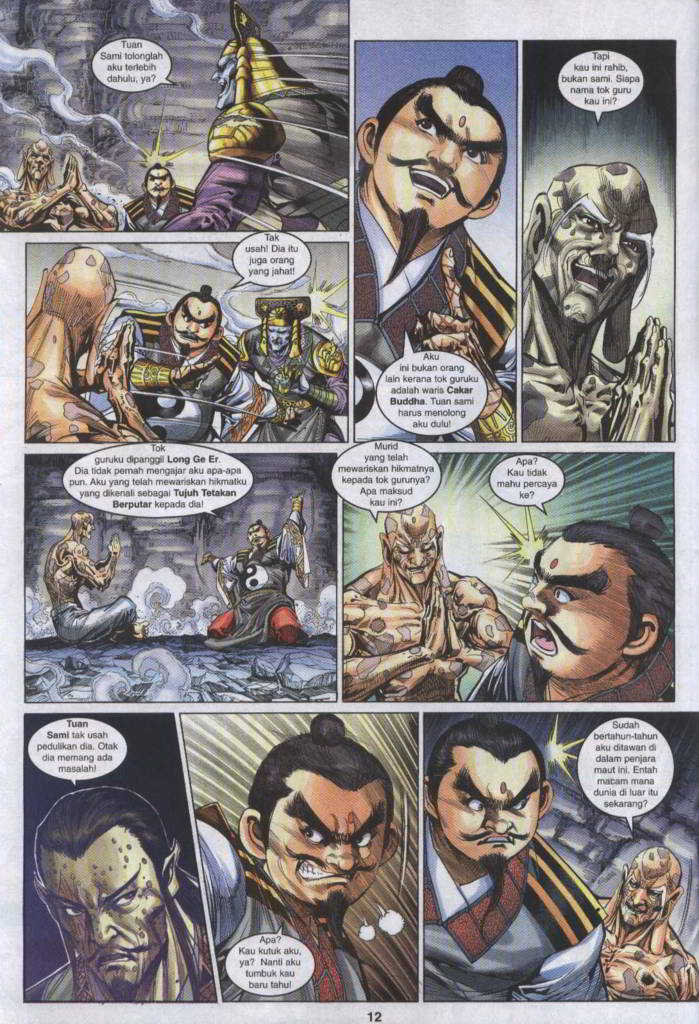 Tuan
Sami tolonglah
aku terlebih
dahulu, ya?
Tak
usah! Dia itu
juga orang
yang jahat!
Aku
ini bukan orang
lain kerana tok guruku
adalah waris Cakar
Buddha. Tuan sami
harus menolong
aku dulu!
Tapi
kau ini rahib,
bukan sami. Siapa
nama tok guru
kau ini?
Tok
guruku dipanggil Long Ge Er.
Dia tidak pernah mengajar aku apa-apa
pun. Aku yang telah mewariskan hikmatku
yang dikenali sebagai Tujuh Tetakan
Berputar kepada dia!
Murid
yang telah
mewariskan hikmatnya
kepada tok gurunya?
Apa maksud
kau ini?
Apa?
Kau tidak
mahu percaya
ke?
Tuan
Sami tak usah
pedulikan dia. Otak
dia memang ada
masalah!
Apa?
Kau kutuk aku,
ya? Nanti aku
tumbuk kau
baru tahu!
Sudah
bertahun-tahun
aku ditawan di
dalam penjara
maut ini. Entah
macam mana
dunia di luar itu
sekarang?
12